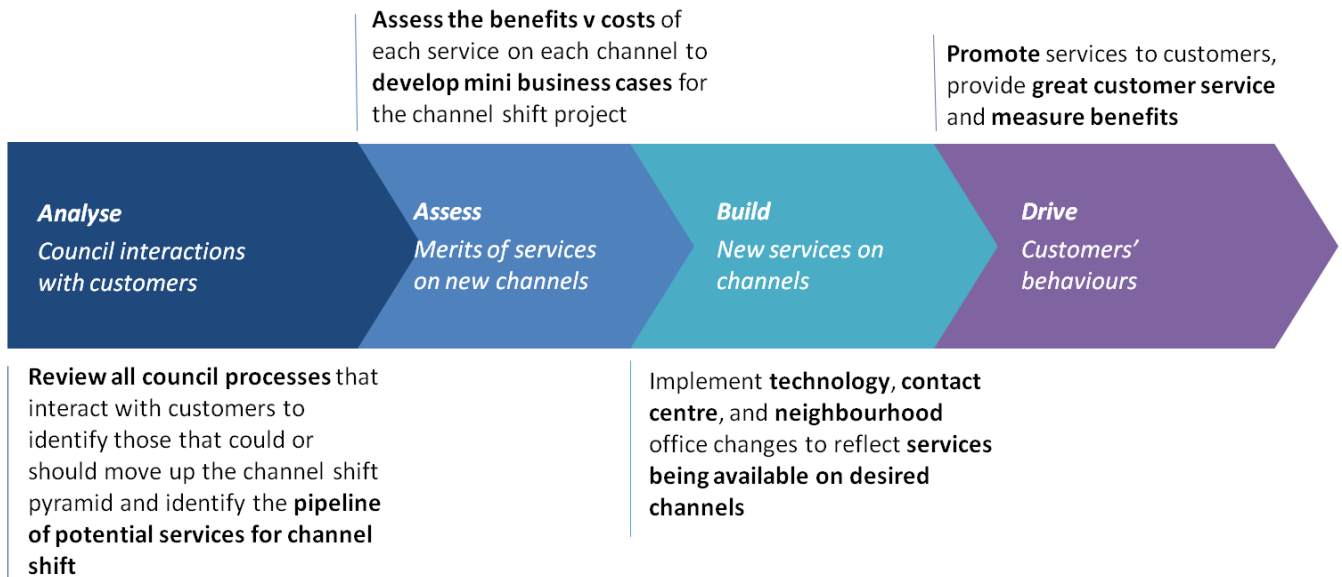 Assess the benefits v costs of
each service on each channel to
develop mini business cases for
the channel shift project
Promote services to customers,
provide great customer service
and measure benefits
Analyse
Council interactions
with customers
Assess
Merits of services
on new channels
Build
New services on
channels
Drive
Customers’
behaviours
Review all council processes that
interact with customers to
identify those that could or
should move up the channel shift
pyramid and identify the pipeline
of potential services for channel
shift
Implement technology, contact
centre, and neighbourhood
office changes to reflect services
being available on desired
channels